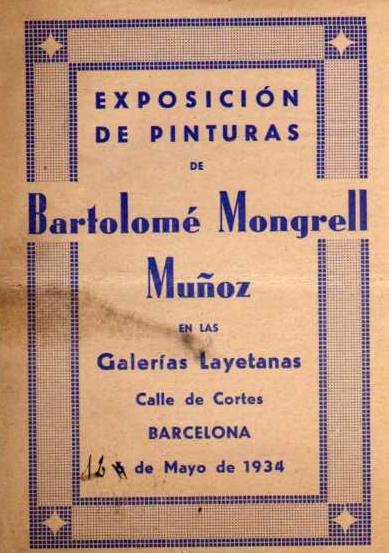 EXPOSICIÓN
DE PINTURAS
DE
Bartolomé Mongrell
Muñoz
EN LAS
Galerías Layetanas
Calle de Cortes
BARCELONA
12 de Mayo de 1934